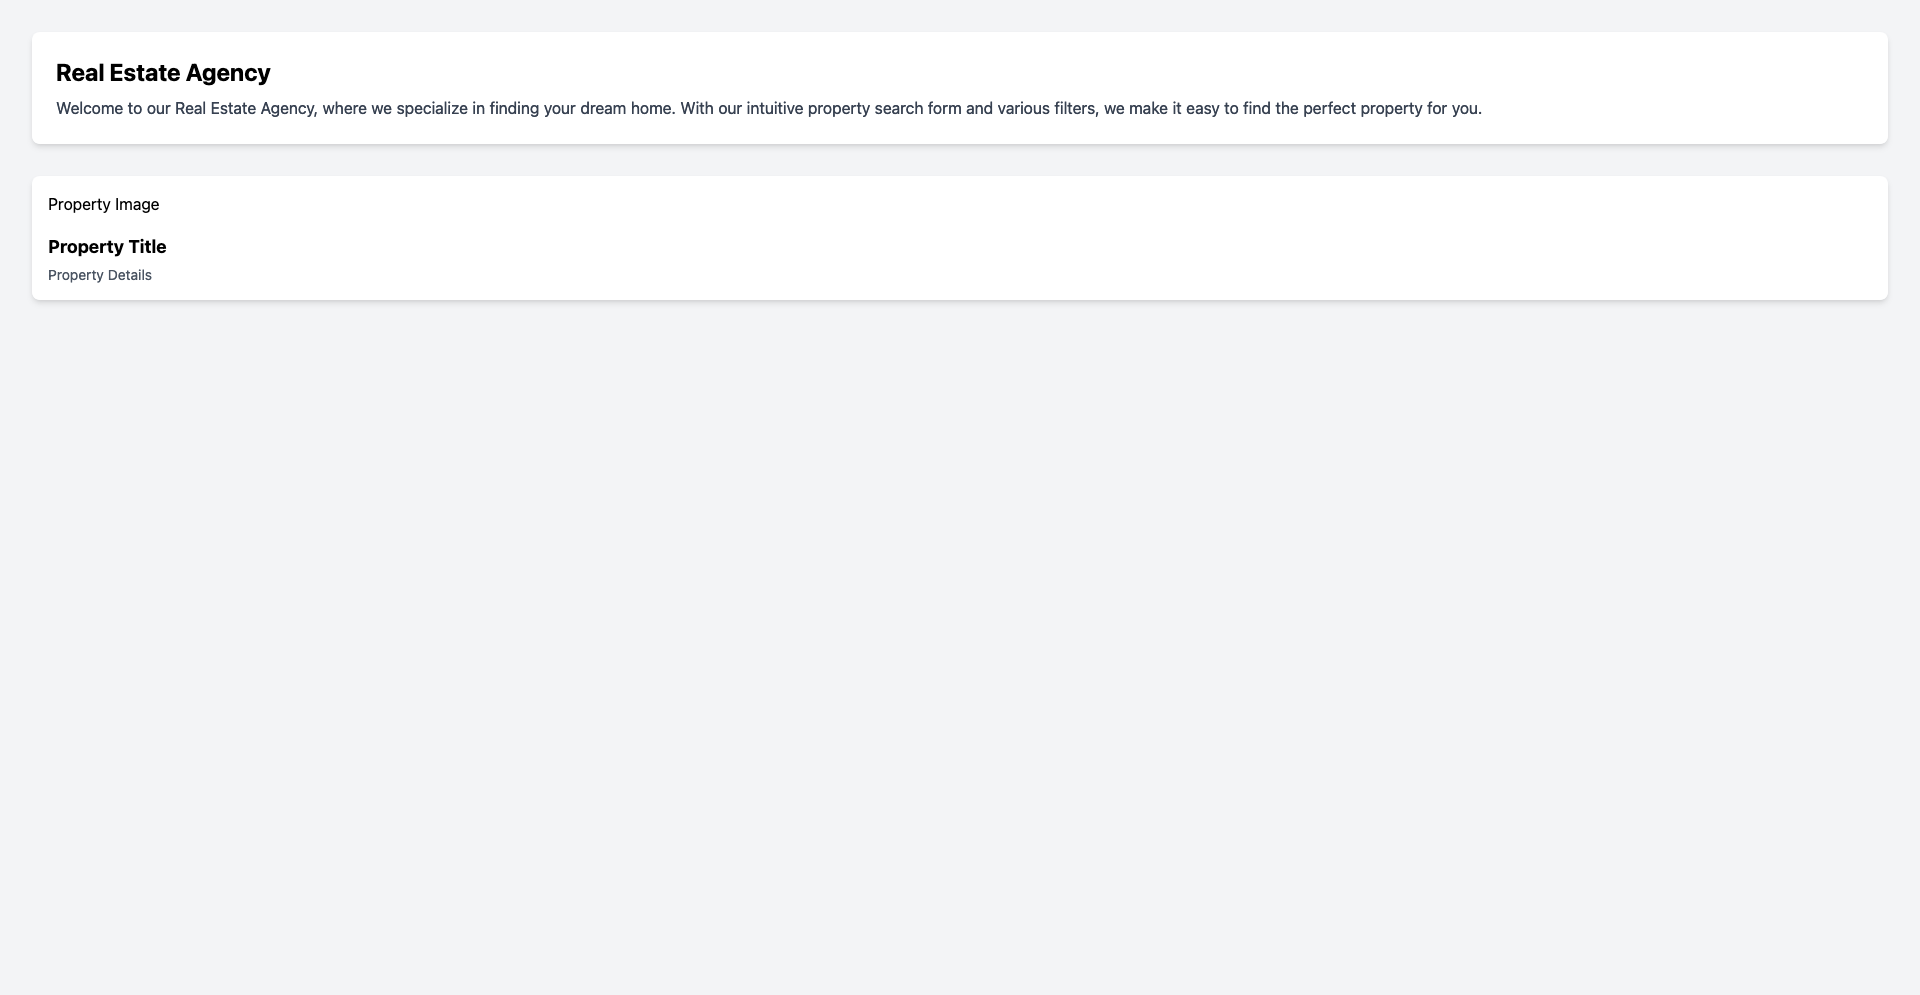 Real Estate Agency
Welcome to our Real Estate Agency, where we specialize in finding your dream home. With our intuitive property search form and various filters, we make it easy to find the perfect property for you.
Property Image
Property Title
Property Details